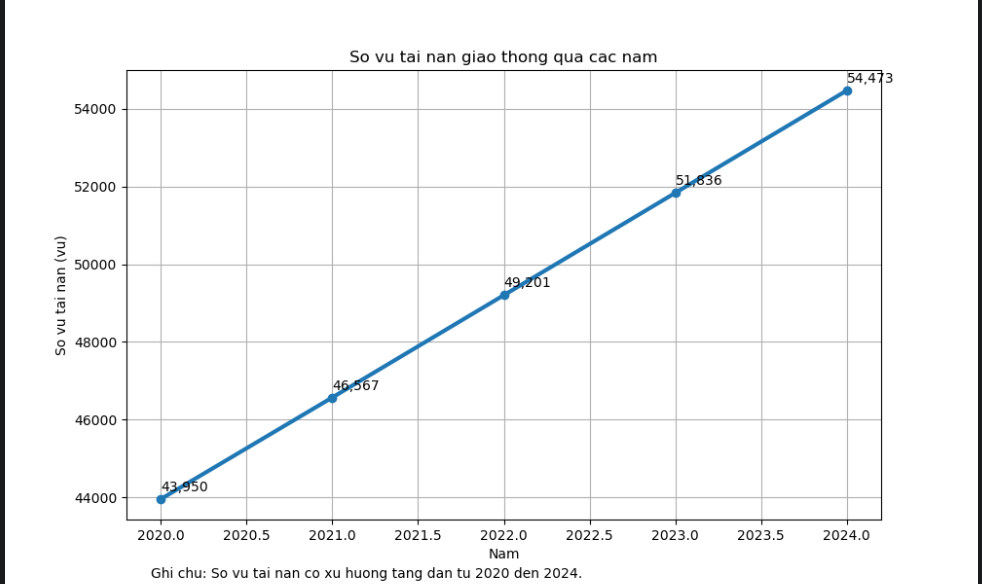 So vu tai nan giao thong qua cac nam
54,473
54000
51,836
52000
50000
49,201
48000
46,567
46000
43,950
44000
So vu tai nan (vu)
2020.0 2020.5 2021.0 2021.5 2022.0 2022.5 2023.0 2023.5 2024.0
Nam
Ghi chu: So vu tai nan co xu huong tang dan tu 2020 den 2024.